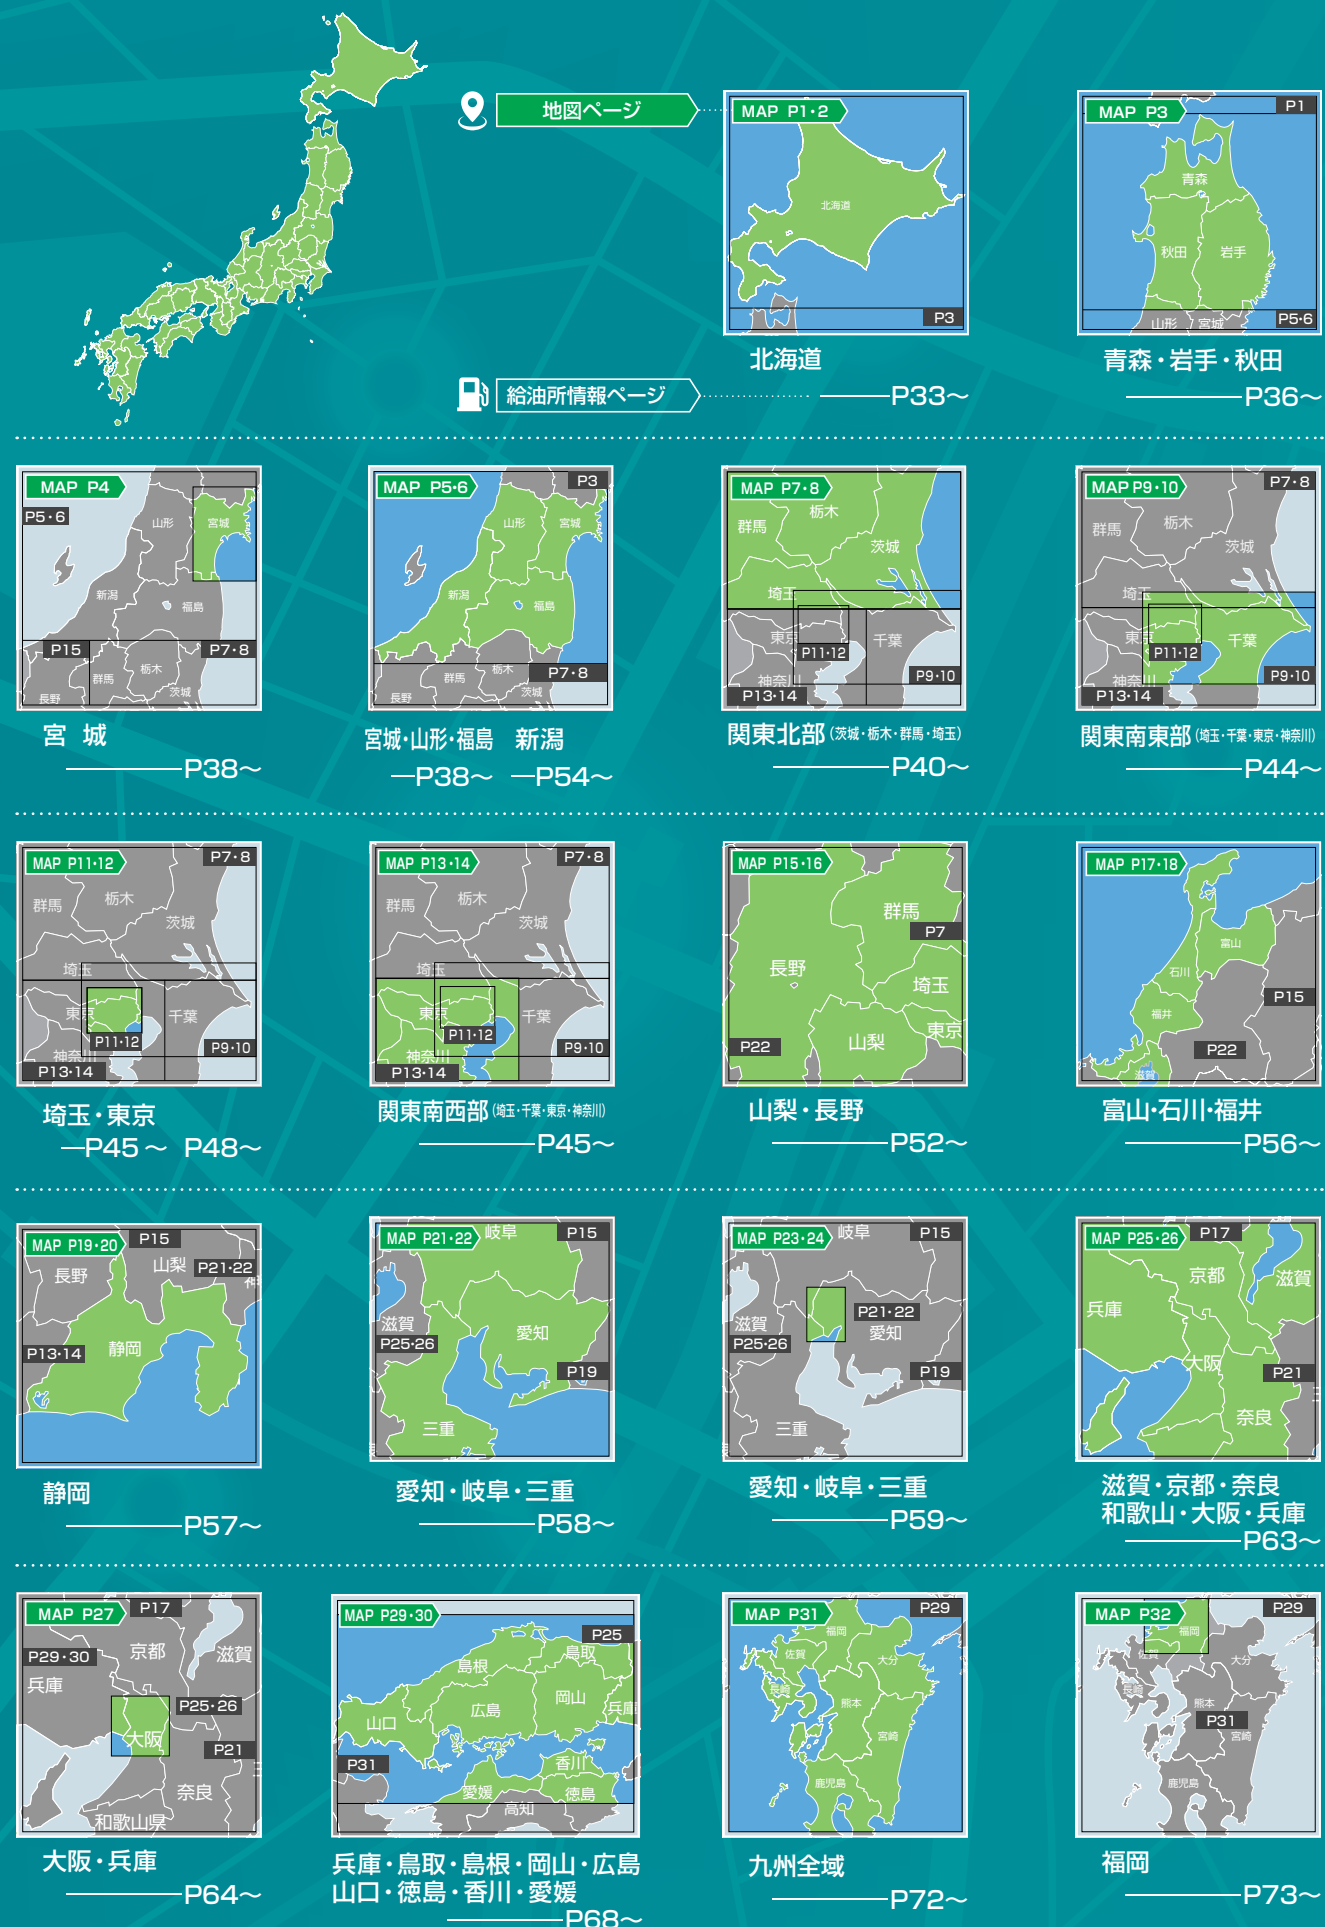 地図ページ
MAP P1・2
北海道
P3
北海道
給油所情報ページ
P33～
MAP P3
P1
青森
秋田
岩手
山形
宮城
P5・6
青森・岩手・秋田
P36～
MAP P4
P5・6
山形
宮城
新潟
福島
P15
P7・8
群馬
栃木
長野
茨城
宮 城
P38～
MAP P5・6
P3
山形
宮城
新潟
福島
P7・8
群馬
栃木
長野
茨城
宮城・山形・福島 新潟
P38～ P54～
MAP P7・8
群馬
栃木
茨城
埼玉
東京
千葉
P11・12
P9・10
神奈川
P13・14
関東北部（茨城・栃木・群馬・埼玉）
P40～
MAP P9・10
P7・8
群馬
栃木
茨城
埼玉
東京
千葉
P11・12
P9・10
神奈川
P13・14
関東南東部（埼玉・千葉・東京・神奈川）
P44～
MAP P11・12
P7・8
群馬
栃木
茨城
埼玉
東京
千葉
P11・12
P9・10
神奈川
P13・14
埼玉・東京
P45～ P48～
MAP P13・14
P7・8
群馬
栃木
茨城
埼玉
東京
千葉
P11・12
P9・10
神奈川
P13・14
関東南西部（埼玉・千葉・東京・神奈川）
P45～
MAP P15・16
群馬
P7
長野
埼玉
東京
P22
山梨
山梨・長野
P52～
MAP P17・18
富山
石川
P15
福井
P22
滋賀
富山・石川・福井
P56～
MAP P19・20
P15
長野
山梨
P21・22
神
P13・14
静岡
静岡
P57～
MAP P21・22
岐阜
P15
滋賀
愛知
P25・26
P19
三重
愛知・岐阜・三重
P58～
MAP P23・24
岐阜
P15
P21・22
滋賀
愛知
P25・26
P19
三重
愛知・岐阜・三重
P59～
MAP P25・26
P17
京都
滋賀
兵庫
大阪
P21
三
奈良
滋賀・京都・奈良
和歌山・大阪・兵庫
P63～
MAP P27
P17
P29・30
京都
滋賀
兵庫
P25・26
大阪
P21
三
奈良
和歌山県
大阪・兵庫
P64～
MAP P29・30
P25
島根
鳥取
岡山
兵庫
広島
山口
P31
香川
愛媛
徳島
高知
兵庫・鳥取・島根・岡山・広島
山口・徳島・香川・愛媛
P68～
MAP P31
P29
福岡
佐賀
大分
長崎
熊本
宮崎
鹿児島
九州全域
P72～
MAP P32
P29
福岡
佐賀
大分
長崎
熊本
P31
宮崎
鹿児島
福岡
P73～